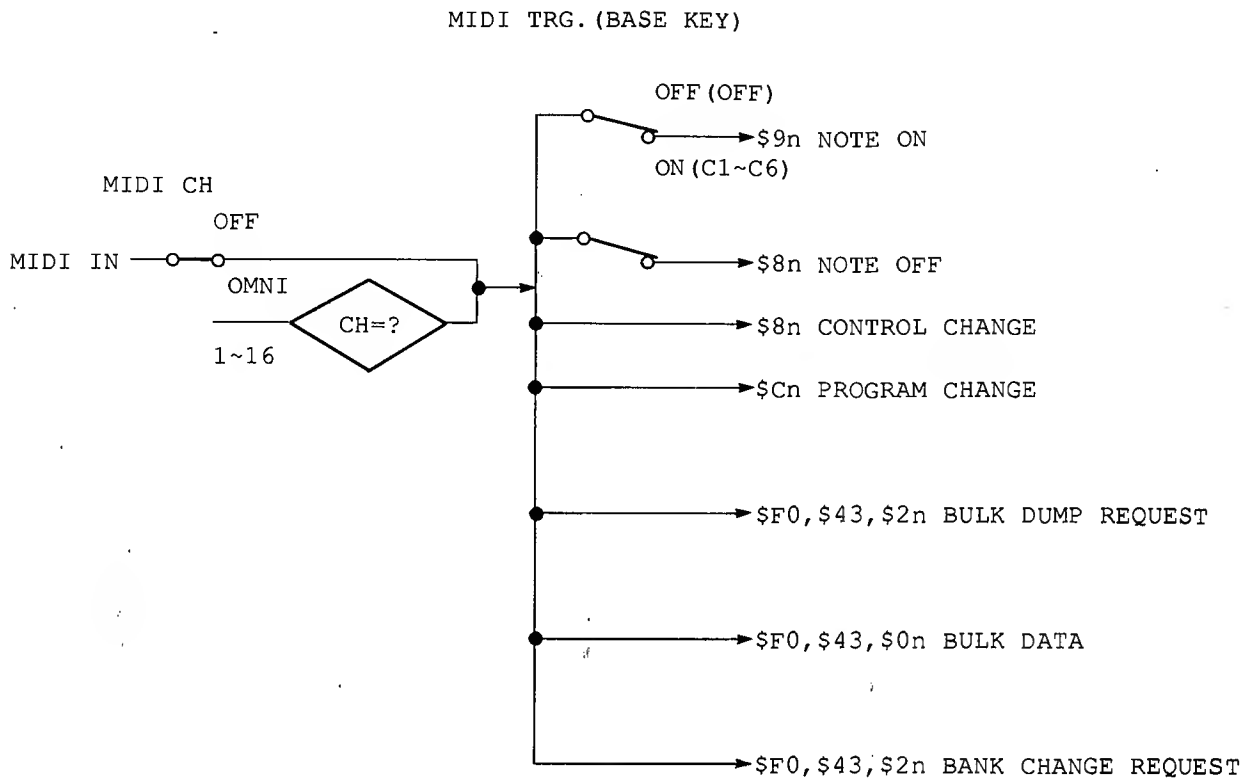 MIDI TRG.(BASE KEY)
OFF(OFF)
$9n NOTE ON
ON(C1~C6)
MIDI CH
OFF
MIDI IN
$8n NOTE OFF
OMNI
CH=?
$8n CONTROL CHANGE
1~16
$Cn PROGRAM CHANGE
$F0,$43,$2n BULK DUMP REQUEST
$F0,$43,$0n BULK DATA
$F0,$43,$2n BANK CHANGE REQUEST